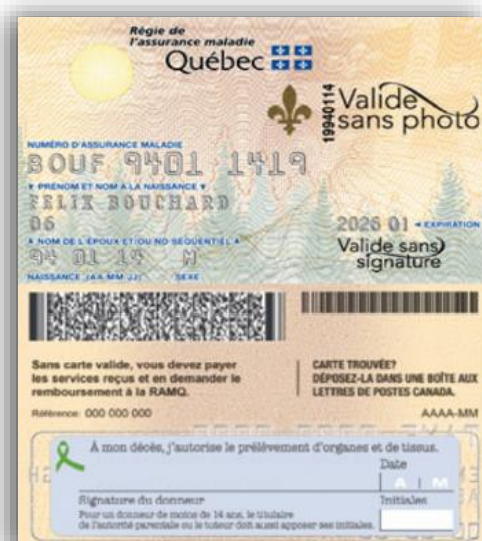 Régie de
l'assurance maladie
Québec
Valide
sans photo
19940114
NUMÉRO D'ASSURANCE MALADIE
BOUF 9401 1419
▼ PRÉNOM ET NOM À LA NAISSANCE ▼
FELIX BOUCHARD
06
2026 01 ◄ EXPIRATION
▲ NOM DE L'ÉPOUX ET/OU NO SÉQUENTIEL ▲
Valide sans
signature
94 01 14 M
NAISSANCE (AA MM JJ) SEXE
Sans carte valide, vous devez payer
les services reçus et en demander le
remboursement à la RAMQ.
CARTE TROUVÉE?
DÉPOSEZ-LA DANS UNE BOÎTE AUX
LETTRES DE POSTES CANADA.
Référence: 000 000 000
AAAA-MM
À mon décès, j'autorise le prélèvement d'organes et de tissus.
Date
A M
Signature du donneur
Initiales
Pour un donneur de moins de 14 ans, le titulaire
de l'autorité parentale ou le tuteur doit aussi apposer ses initiales.